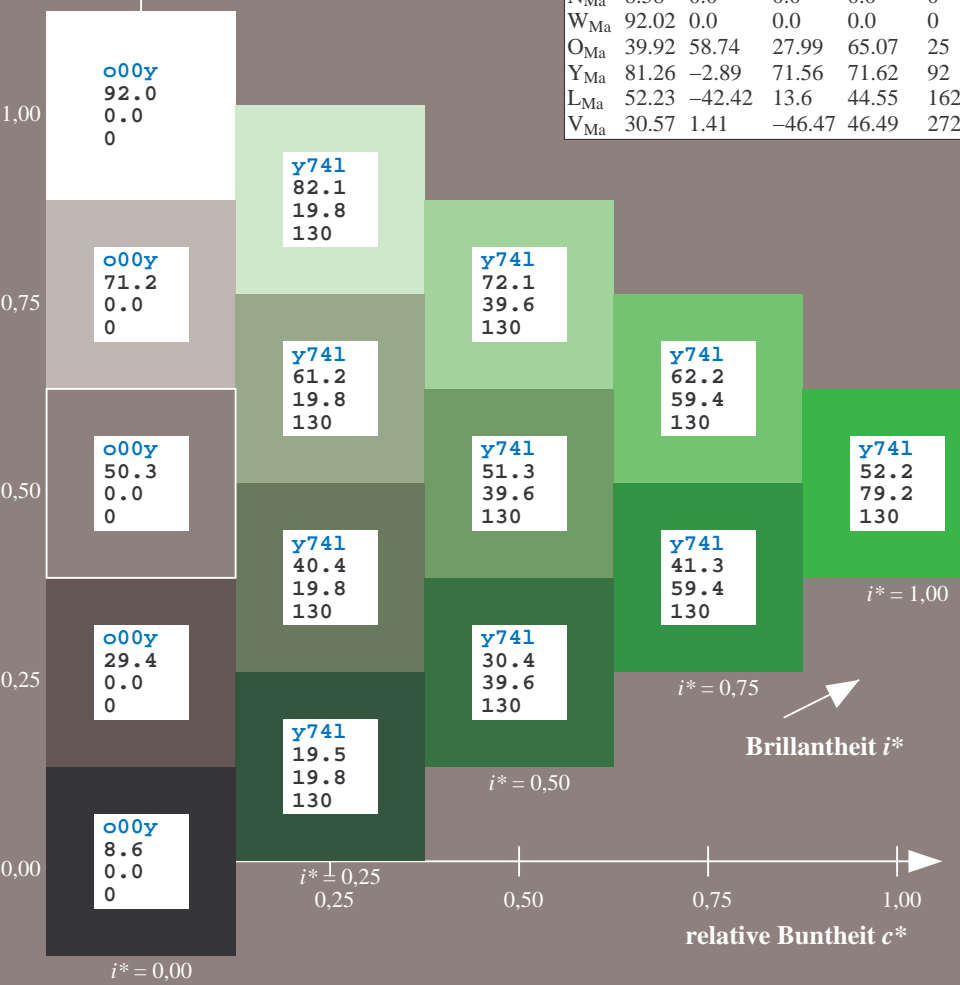 W Ma 92.02 0.0 0.0 0.0 0
O Ma 39.92 58.74 27.99 65.07 25
Y Ma 81.26 −2.89 71.56 71.62 92
L Ma 52.23 −42.42 13.6 44.55 162
V Ma 30.57 1.41 −46.47 46.49 272
1,00
0,75
0,50
0,25
0,00
o00y
92.0
0.0
0
o00y
71.2
0.0
0
o00y
50.3
0.0
0
o00y
29.4
0.0
0
o00y
8.6
0.0
0
i* = 0,00
y74l
82.1
19.8
130
y74l
61.2
19.8
130
y74l
40.4
19.8
130
y74l
19.5
19.8
130
i* = 0,25
y74l
72.1
39.6
130
y74l
51.3
39.6
130
y74l
30.4
39.6
130
i* = 0,50
y74l
62.2
59.4
130
y74l
41.3
59.4
130
i* = 0,75
y74l
52.2
79.2
130
i* = 1,00
Brillantheit i*
0,25 0,50 0,75 1,00
relative Buntheit c*